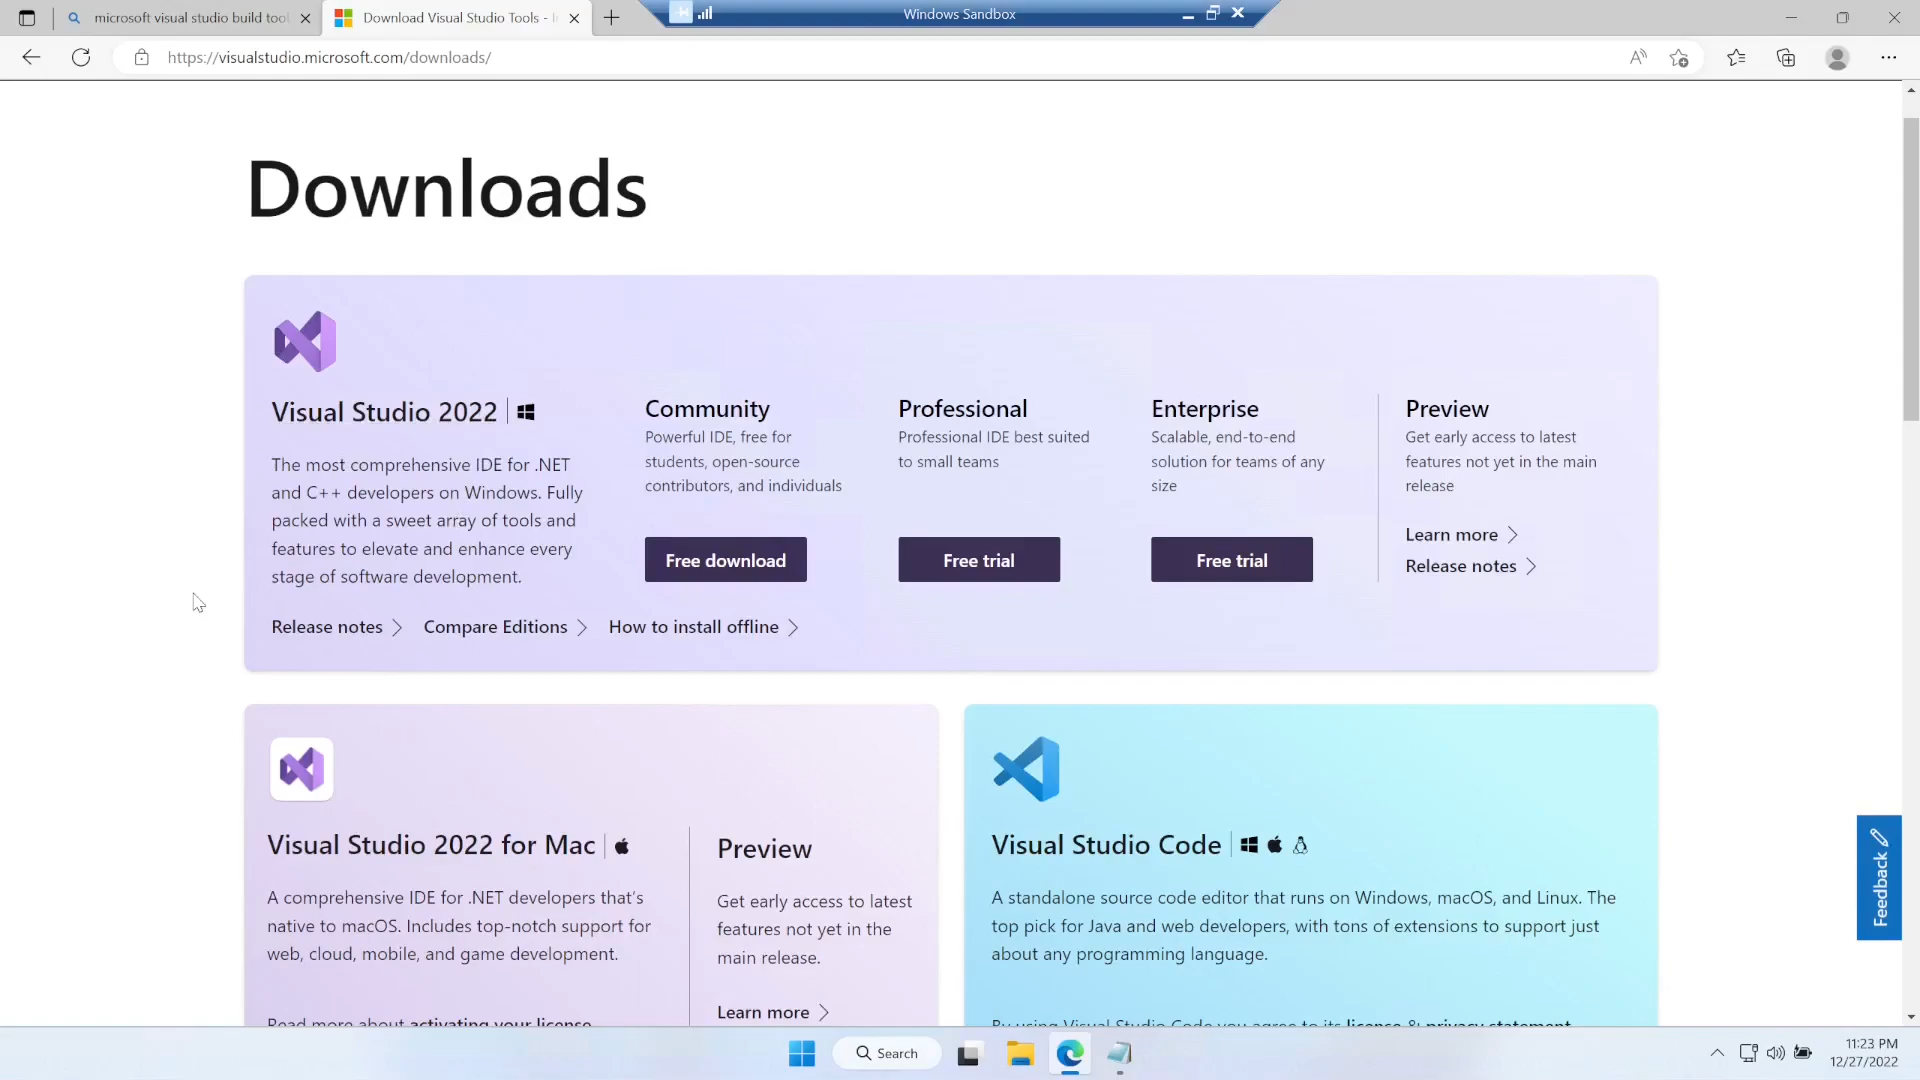 microsoft visual studio build tool
Download Visual Studio Tools - I
Windows Sandbox
https://visualstudio.microsoft.com/downloads/
Downloads
Visual Studio 2022
The most comprehensive IDE for .NET
and C++ developers on Windows. Fully
packed with a sweet array of tools and
features to elevate and enhance every
stage of software development.
Community
Powerful IDE, free for
students, open-source
contributors, and individuals
Free download
Professional
Professional IDE best suited
to small teams
Free trial
Enterprise
Scalable, end-to-end
solution for teams of any
size
Free trial
Preview
Get early access to latest
features not yet in the main
release
Learn more
Release notes
Release notes
Compare Editions
How to install offline
Visual Studio 2022 for Mac
A comprehensive IDE for .NET developers that's
native to macOS. Includes top-notch support for
web, cloud, mobile, and game development.
Read more about activating your license
Preview
Get early access to latest
features not yet in the
main release.
Learn more
Visual Studio Code
A standalone source code editor that runs on Windows, macOS, and Linux. The
top pick for Java and web developers, with tons of extensions to support just
about any programming language.
By using Visual Studio Code you agree to its license & privacy statement
Feedback
Search
11:23 PM
12/27/2022